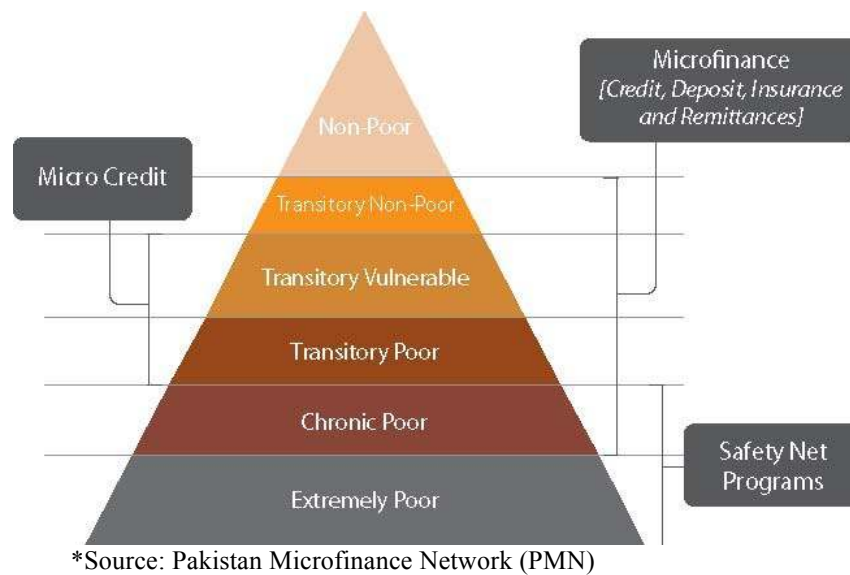 Microfinance
[Credit, Deposit, Insurance
and Remittances]
Non-Poor
Micro Credit
Transitory Non-Poor
Transitory Vulnerable
Transitory Poor
Chronic Poor
Safety Net
Programs
Extremely Poor
*Source: Pakistan Microfinance Network (PMN)